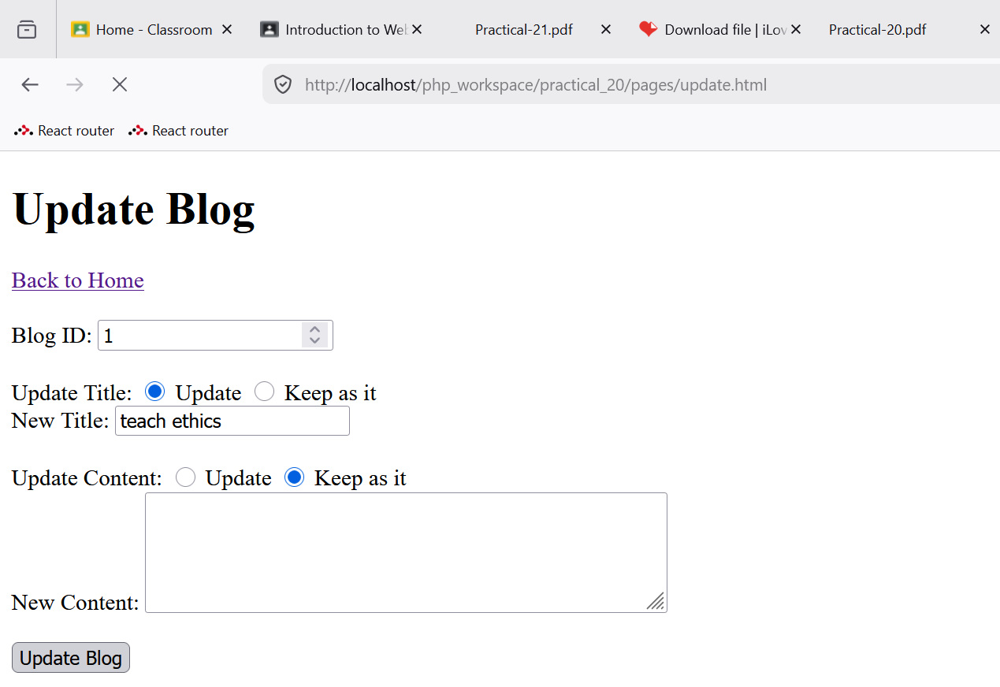 Home - Classroom Introduction to Web Practical-21.pdf Download file | iLov Practical-20.pdf
http://localhost/php_workspace/practical_20/pages/update.html
React router React router
Update Blog
Back to Home
Blog ID: 1
Update Title: Update Keep as it
New Title: teach ethics
Update Content: Update Keep as it
New Content:
Update Blog